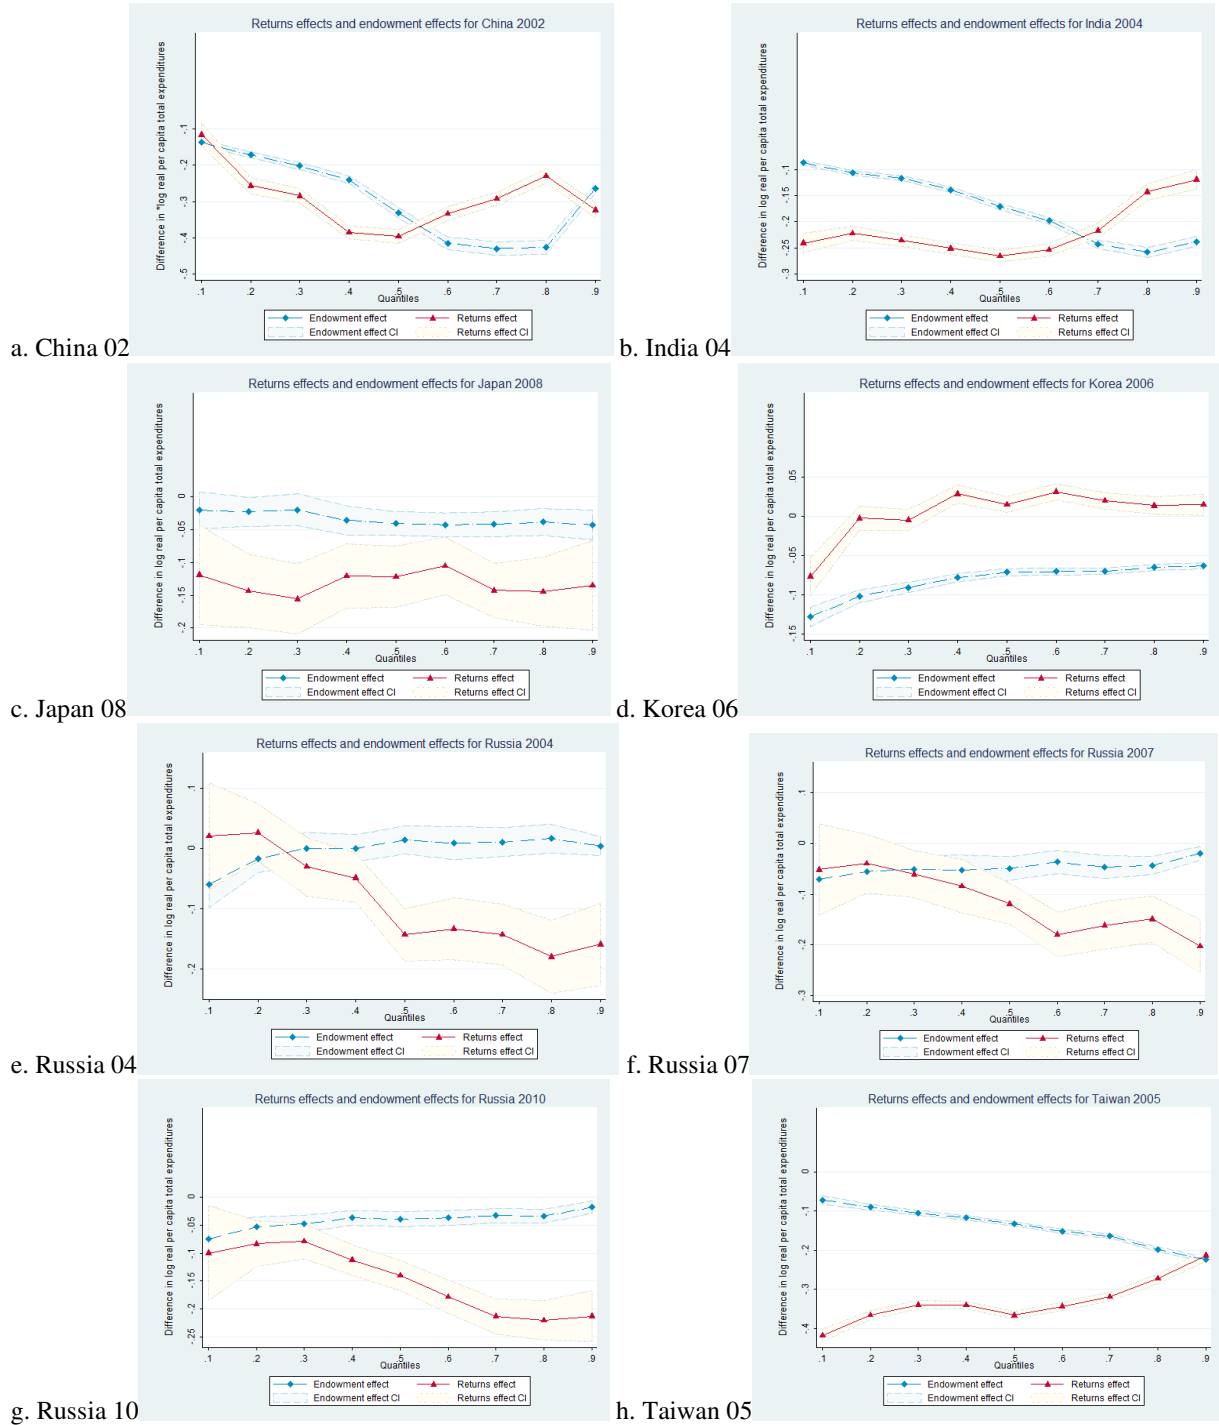 Returns effects and endowment effects for China 2002
Difference in "log real per capita total expenditures
-.1
-.2
-.3
-.4
-.5
.1 .2 .3 .4 .5 .6 .7 .8 .9
Quantiles
Endowment effect Returns effect
Endowment effect CI Returns effect CI
a. China 02
Returns effects and endowment effects for India 2004
Difference in log real per capita total expenditures
-.1
-.15
-.2
-.25
-.3
.1 .2 .3 .4 .5 .6 .7 .8 .9
Quantiles
Endowment effect Returns effect
Endowment effect CI Returns effect CI
b. India 04
Returns effects and endowment effects for Japan 2008
Difference in log real per capita total expenditures
0
-.05
-.1
-.15
-.2
.1 .2 .3 .4 .5 .6 .7 .8 .9
Quantiles
Endowment effect Returns effect
Endowment effect CI Returns effect CI
c. Japan 08
Returns effects and endowment effects for Korea 2006
Difference in log real per capita total expenditures
.05
0
-.05
-.1
-.15
.1 .2 .3 .4 .5 .6 .7 .8 .9
Quantiles
Endowment effect Returns effect
Endowment effect CI Returns effect CI
d. Korea 06
Returns effects and endowment effects for Russia 2004
Difference in log real per capita total expenditures
.1
0
-.1
-.2
.1 .2 .3 .4 .5 .6 .7 .8 .9
Quantiles
Endowment effect Returns effect
Endowment effect CI Returns effect CI
e. Russia 04
Returns effects and endowment effects for Russia 2007
Difference in log real per capita total expenditures
.1
0
-.1
-.2
-.3
.1 .2 .3 .4 .5 .6 .7 .8 .9
Quantiles
Endowment effect Returns effect
Endowment effect CI Returns effect CI
f. Russia 07
Returns effects and endowment effects for Russia 2010
Difference in log real per capita total expenditures
0
-.05
-.1
-.15
-.2
-.25
.1 .2 .3 .4 .5 .6 .7 .8 .9
Quantiles
Endowment effect Returns effect
Endowment effect CI Returns effect CI
g. Russia 10
Returns effects and endowment effects for Taiwan 2005
Difference in log real per capita total expenditures
0
-.1
-.2
-.3
-.4
.1 .2 .3 .4 .5 .6 .7 .8 .9
Quantiles
Endowment effect Returns effect
Endowment effect CI Returns effect CI
h. Taiwan 05